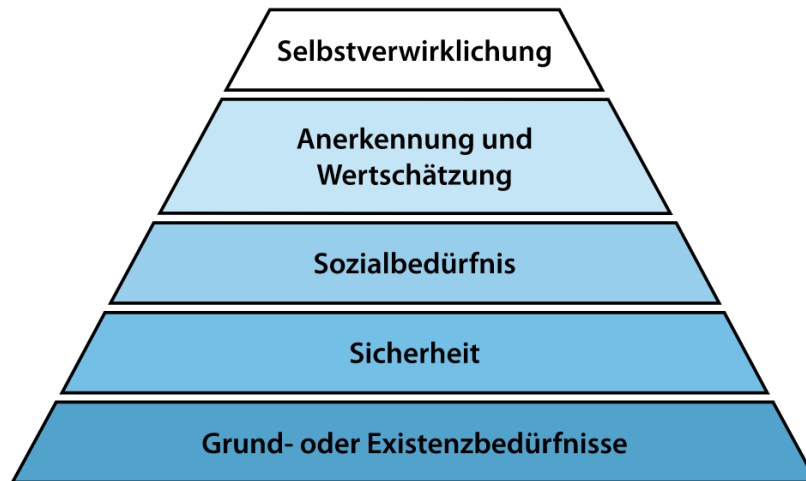 Selbstverwirklichung
Anerkennung und
Wertschätzung
Sozialbedürfnis
Sicherheit
Grund- oder Existenzbedürfnisse